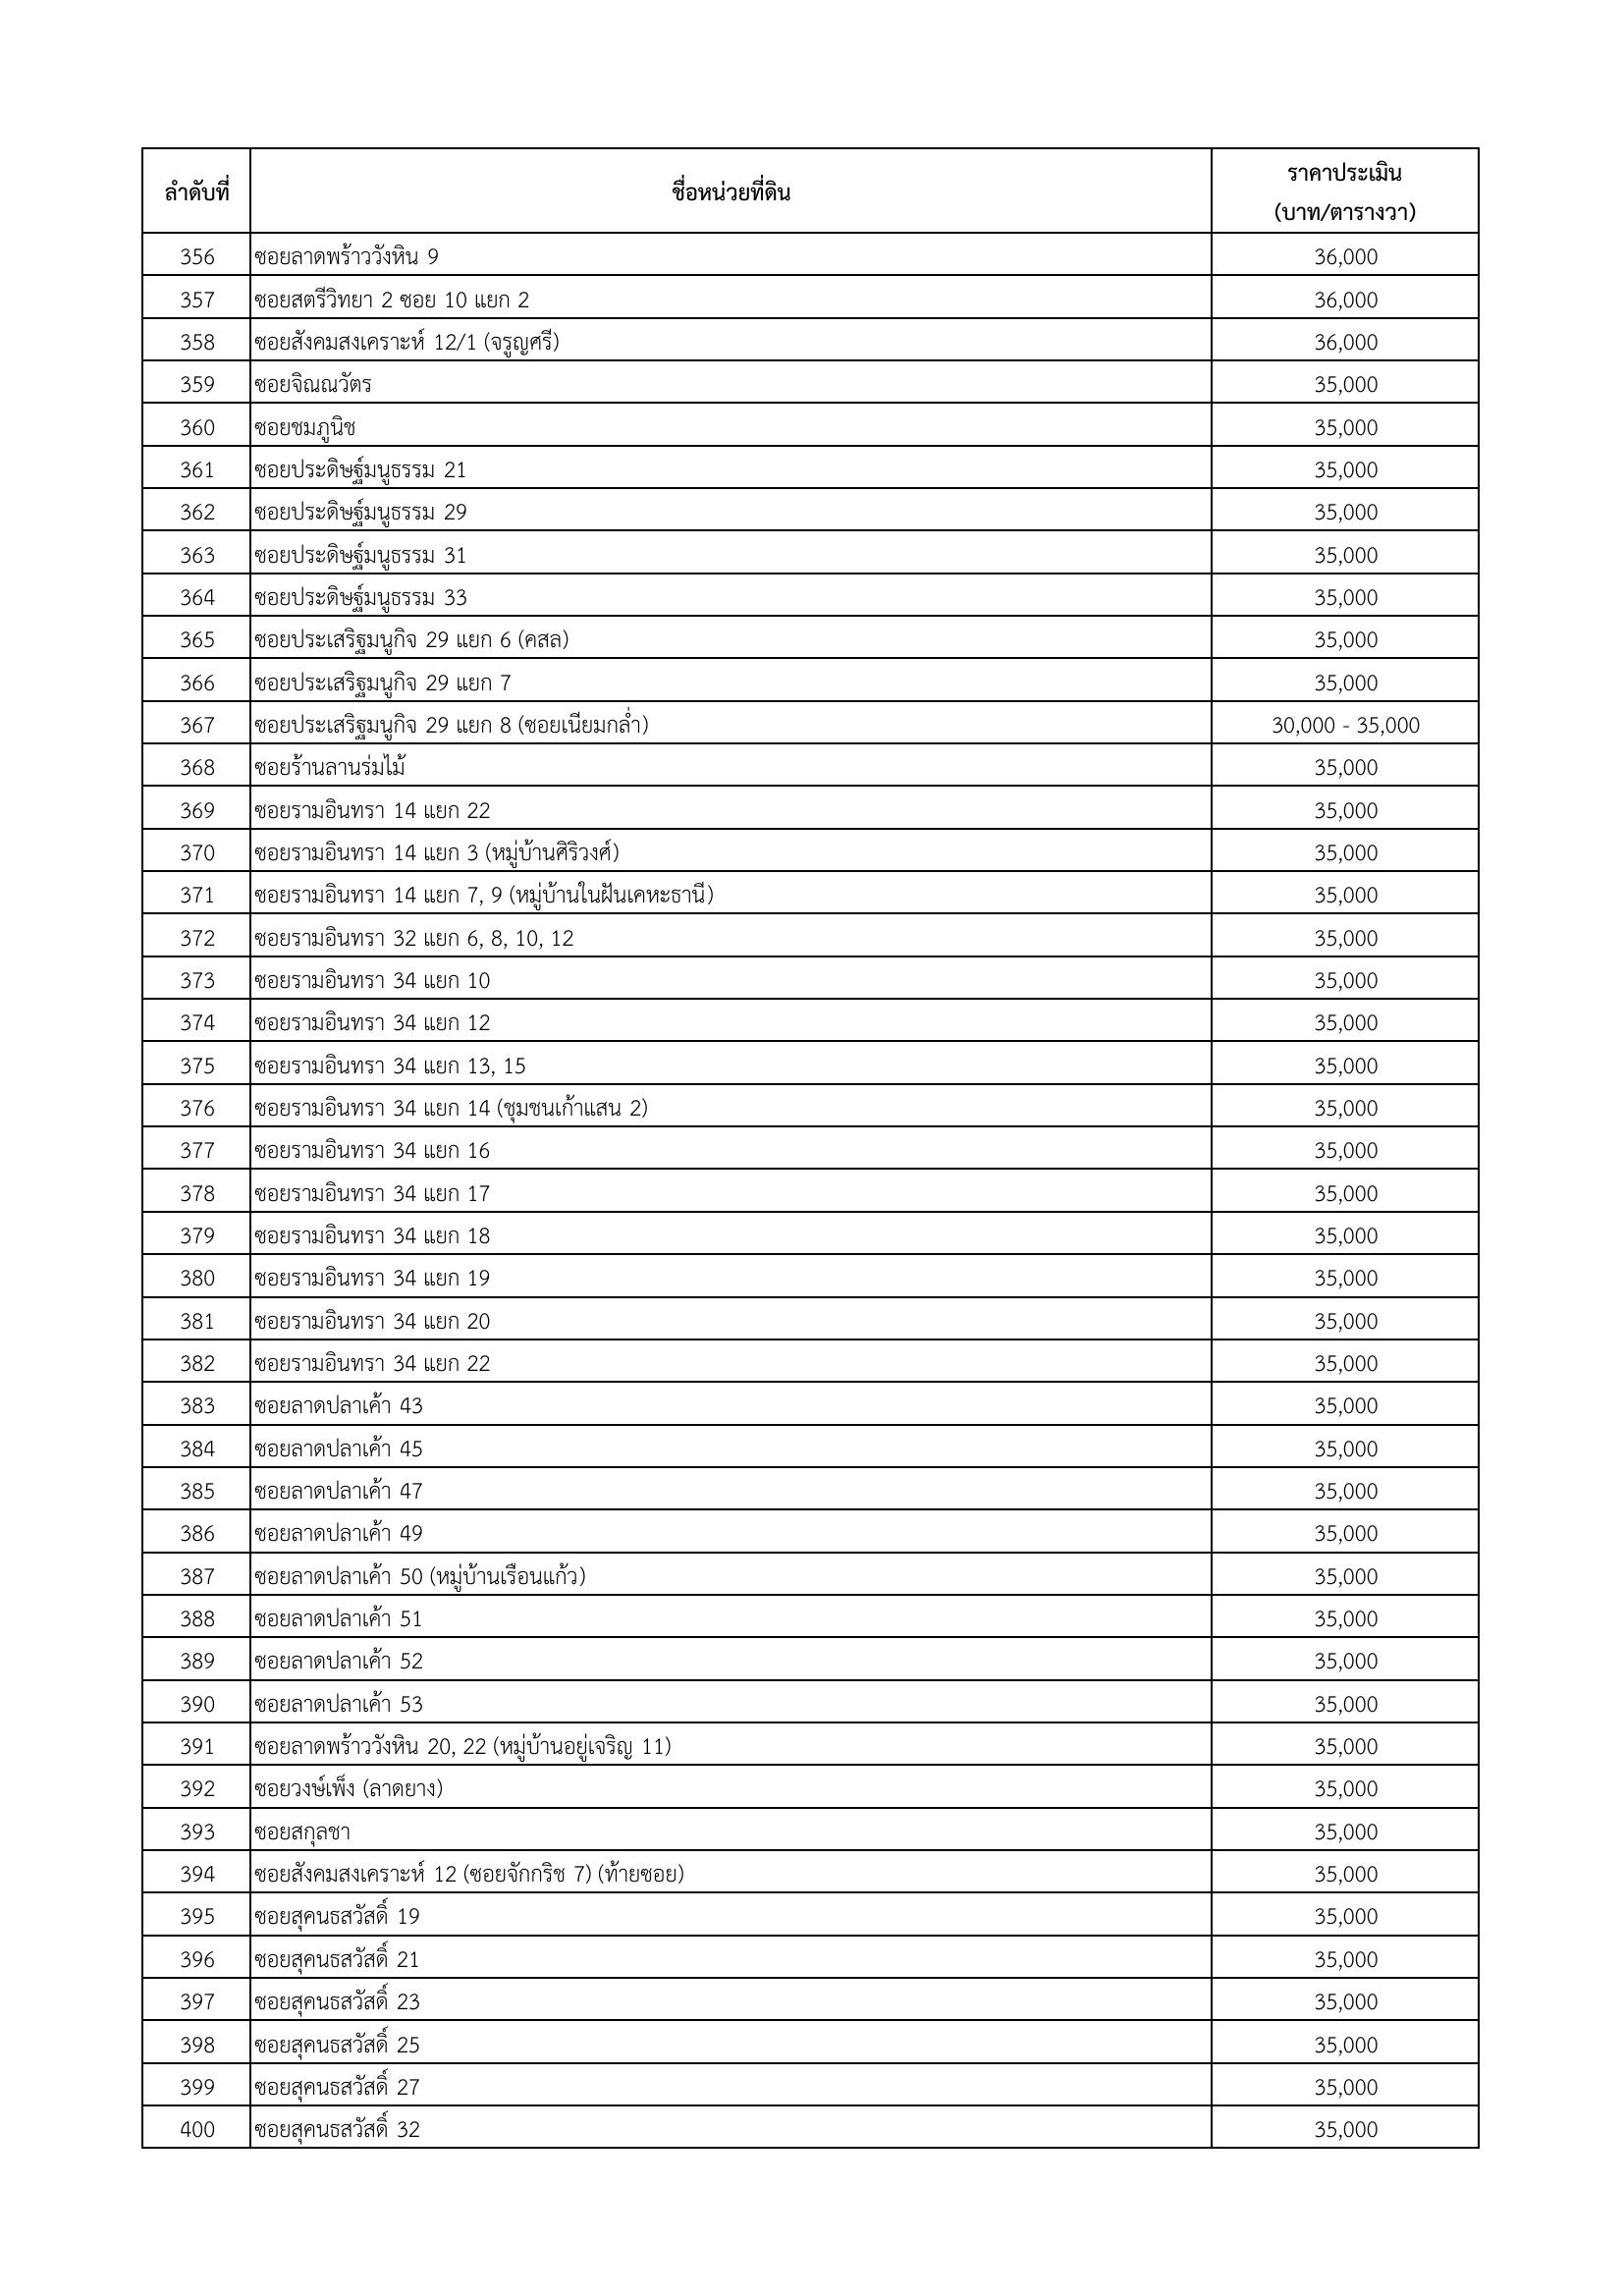 ลำดับที่ ชื่อหน่วยที่ดิน ราคาประเมิน
(บาท/ตารางวา)
356 ซอยลาดพร้าววังหิน 9 36,000
357 ซอยสตรีวิทยา 2 ซอย 10 แยก 2 36,000
358 ซอยสังคมสงเคราะห์ 12/1 (จรูญศรี) 36,000
359 ซอยจิณณวัตร 35,000
360 ซอยชมภูนิช 35,000
361 ซอยประดิษฐ์มนูธรรม 21 35,000
362 ซอยประดิษฐ์มนูธรรม 29 35,000
363 ซอยประดิษฐ์มนูธรรม 31 35,000
364 ซอยประดิษฐ์มนูธรรม 33 35,000
365 ซอยประเสริฐมนูกิจ 29 แยก 6 (คสล) 35,000
366 ซอยประเสริฐมนูกิจ 29 แยก 7 35,000
367 ซอยประเสริฐมนูกิจ 29 แยก 8 (ซอยเนียมกล่ำ) 30,000 - 35,000
368 ซอยร้านลานร่มไม้ 35,000
369 ซอยรามอินทรา 14 แยก 22 35,000
370 ซอยรามอินทรา 14 แยก 3 (หมู่บ้านศิริวงศ์) 35,000
371 ซอยรามอินทรา 14 แยก 7, 9 (หมู่บ้านในฝันเคหะธานี) 35,000
372 ซอยรามอินทรา 32 แยก 6, 8, 10, 12 35,000
373 ซอยรามอินทรา 34 แยก 10 35,000
374 ซอยรามอินทรา 34 แยก 12 35,000
375 ซอยรามอินทรา 34 แยก 13, 15 35,000
376 ซอยรามอินทรา 34 แยก 14 (ชุมชนเก้าแสน 2) 35,000
377 ซอยรามอินทรา 34 แยก 16 35,000
378 ซอยรามอินทรา 34 แยก 17 35,000
379 ซอยรามอินทรา 34 แยก 18 35,000
380 ซอยรามอินทรา 34 แยก 19 35,000
381 ซอยรามอินทรา 34 แยก 20 35,000
382 ซอยรามอินทรา 34 แยก 22 35,000
383 ซอยลาดปลาเค้า 43 35,000
384 ซอยลาดปลาเค้า 45 35,000
385 ซอยลาดปลาเค้า 47 35,000
386 ซอยลาดปลาเค้า 49 35,000
387 ซอยลาดปลาเค้า 50 (หมู่บ้านเรือนแก้ว) 35,000
388 ซอยลาดปลาเค้า 51 35,000
389 ซอยลาดปลาเค้า 52 35,000
390 ซอยลาดปลาเค้า 53 35,000
391 ซอยลาดพร้าววังหิน 20, 22 (หมู่บ้านอยู่เจริญ 11) 35,000
392 ซอยวงษ์เพ็ง (ลาดยาง) 35,000
393 ซอยสกุลชา 35,000
394 ซอยสังคมสงเคราะห์ 12 (ซอยจักกริช 7) (ท้ายซอย) 35,000
395 ซอยสุคนธสวัสดิ์ 19 35,000
396 ซอยสุคนธสวัสดิ์ 21 35,000
397 ซอยสุคนธสวัสดิ์ 23 35,000
398 ซอยสุคนธสวัสดิ์ 25 35,000
399 ซอยสุคนธสวัสดิ์ 27 35,000
400 ซอยสุคนธสวัสดิ์ 32 35,000